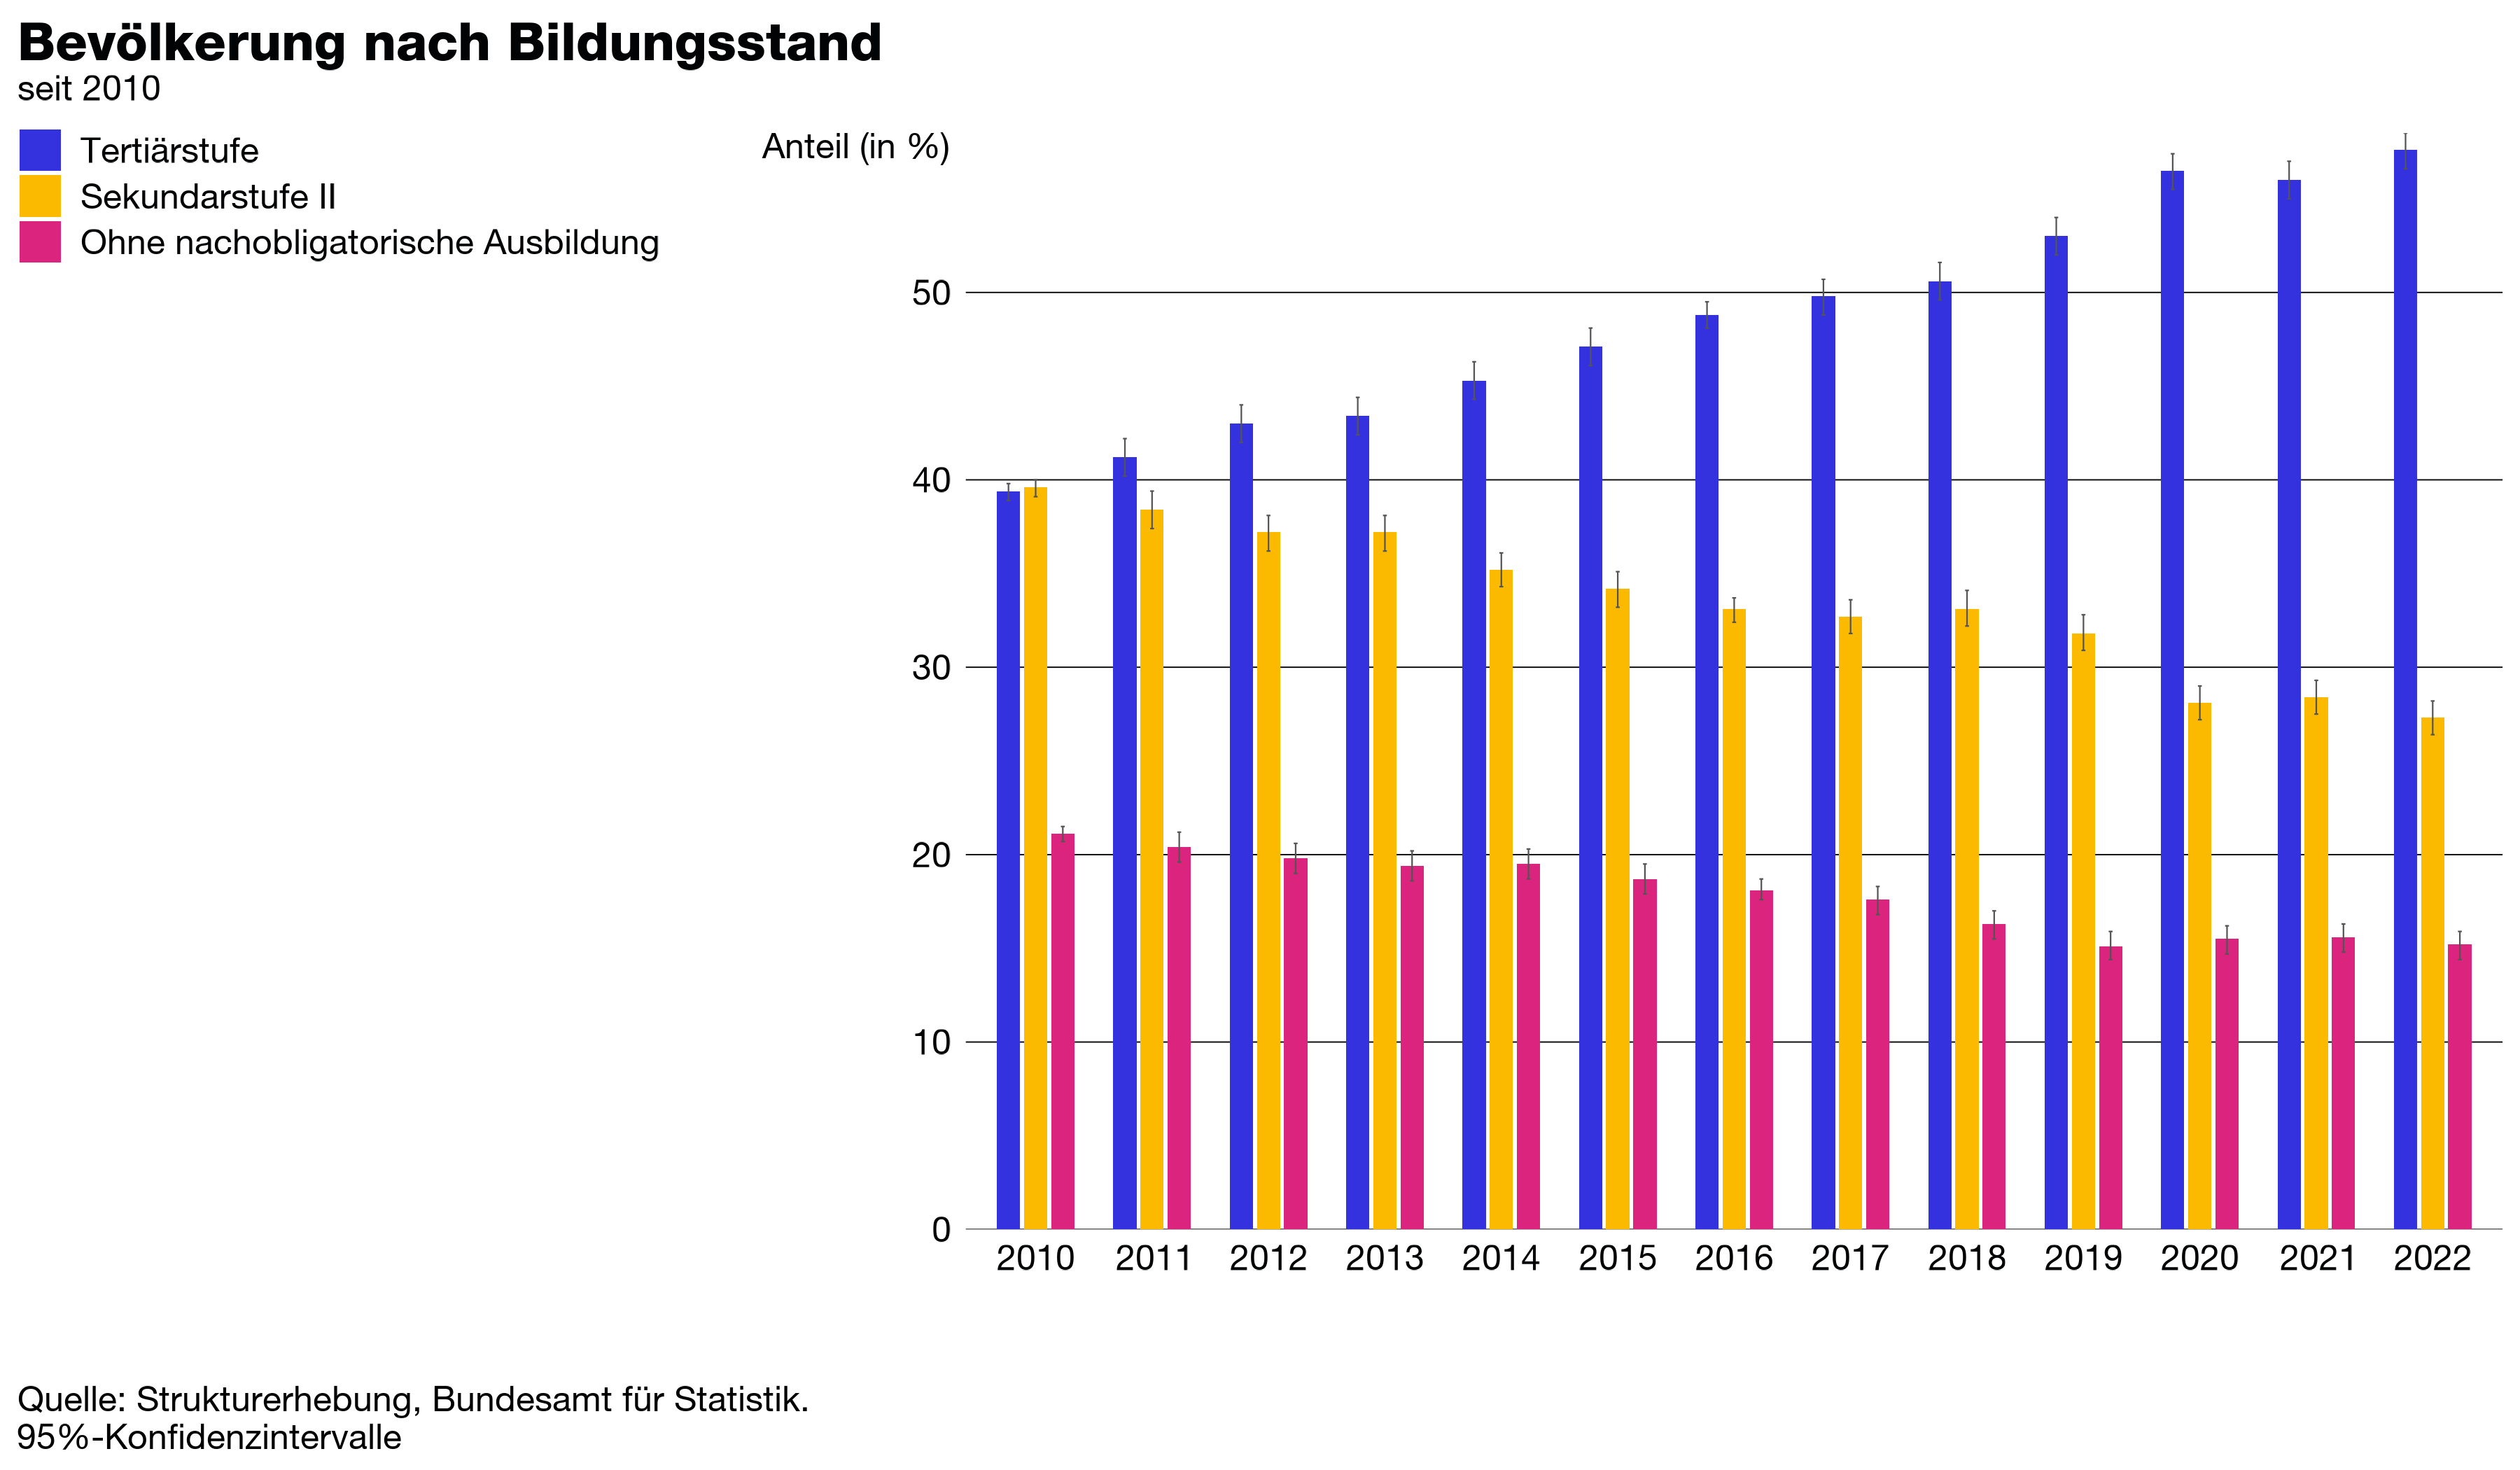 Bevölkerung nach Bildungsstand
seit 2010
Tertiärstufe
Sekundarstufe II
Ohne nachobligatorische Ausbildung
Anteil (in %)
50
40
30
20
10
0
2010 2011 2012 2013 2014 2015 2016 2017 2018 2019 2020 2021 2022
Quelle: Strukturerhebung, Bundesamt für Statistik.
95%-Konfidenzintervalle